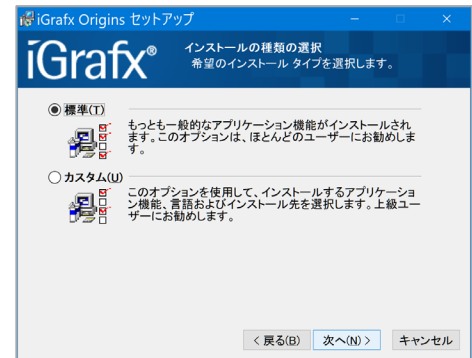 iGrafx Origins セットアップ
iGrafx®
インストールの種類の選択
希望のインストール タイプを選択します。
標準(T)
もっとも一般的なアプリケーション機能がインストールされ
ます。このオプションは、ほとんどのユーザーにお勧めしま
す。
カスタム(U)
このオプションを使用して、インストールするアプリケーショ
ン機能、言語およびインストール先を選択します。上級ユー
ザーにお勧めします。
< 戻る(B)
次へ(N) >
キャンセル